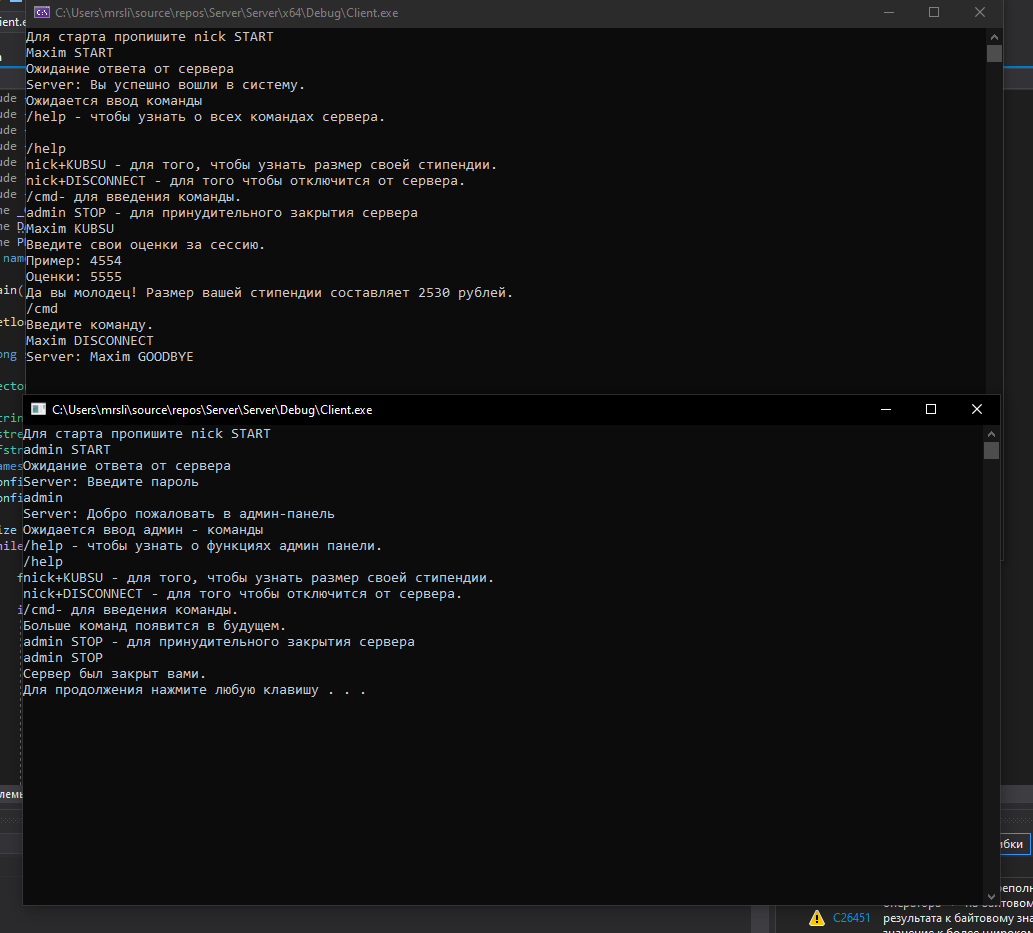 C:\Users\mrsli\source\repos\Server\Server\x64\Debug\Client.exe
Для старта пропишите nick START
Maxim START
Ожидание ответа от сервера
Server: Вы успешно вошли в систему.
Ожидается ввод команды
/help - чтобы узнать о всех командах сервера.
/help
nick+KUBSU - для того, чтобы узнать размер своей стипендии.
nick+DISCONNECT - для того чтобы отключится от сервера.
/cmd- для введения команды.
admin STOP - для принудительного закрытия сервера
Maxim KUBSU
Введите свои оценки за сессию.
Пример: 4554
Оценки: 5555
Да вы молодец! Размер вашей стипендии составляет 2530 рублей.
/cmd
Введите команду.
Maxim DISCONNECT
Server: Maxim GOODBYE
C:\Users\mrsli\source\repos\Server\Server\Debug\Client.exe
Для старта пропишите nick START
admin START
Ожидание ответа от сервера
Server: Введите пароль
admin
Server: Добро пожаловать в админ-панель
Ожидается ввод админ - команды
/help - чтобы узнать о функциях админ панели.
/help
nick+KUBSU - для того, чтобы узнать размер своей стипендии.
nick+DISCONNECT - для того чтобы отключится от сервера.
/cmd- для введения команды.
Больше команд появится в будущем.
admin STOP - для принудительного закрытия сервера
admin STOP
Сервер был закрыт вами.
Для продолжения нажмите любую клавишу . . .
C26451
результата к байтовому